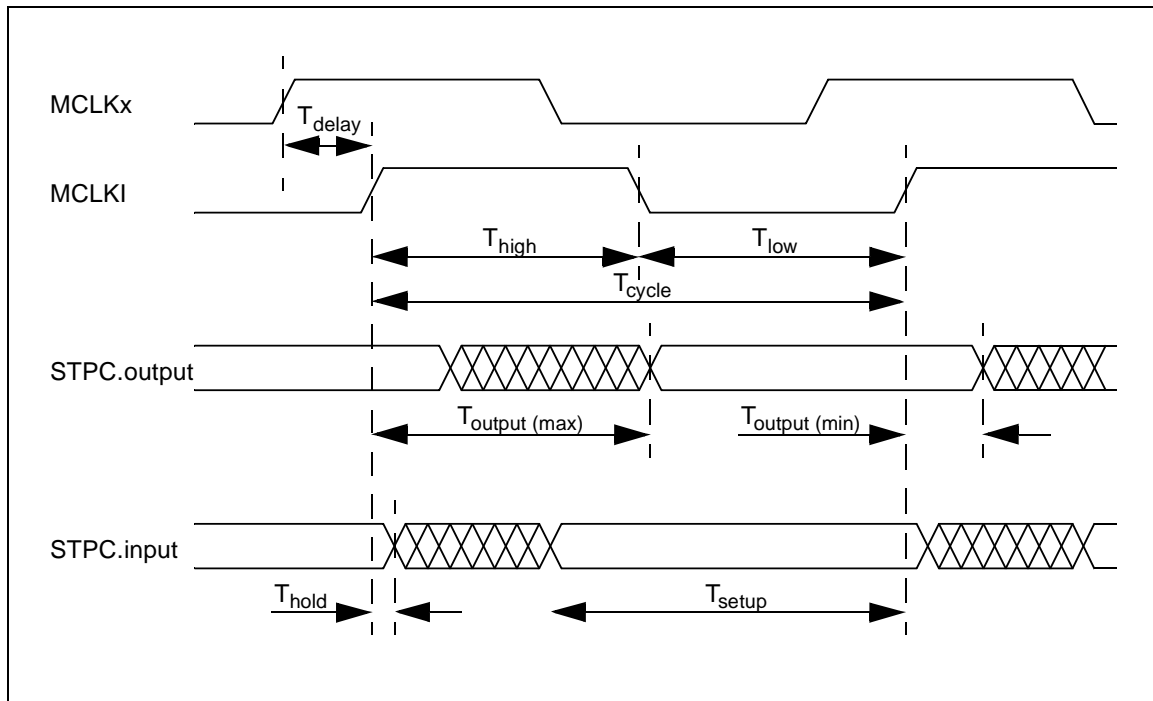 MCLKx
Tdelay
MCLKI
Thigh
Tlow
Tcycle
STPC.output
Toutput (max)
Toutput (min)
STPC.input
Thold
Tsetup